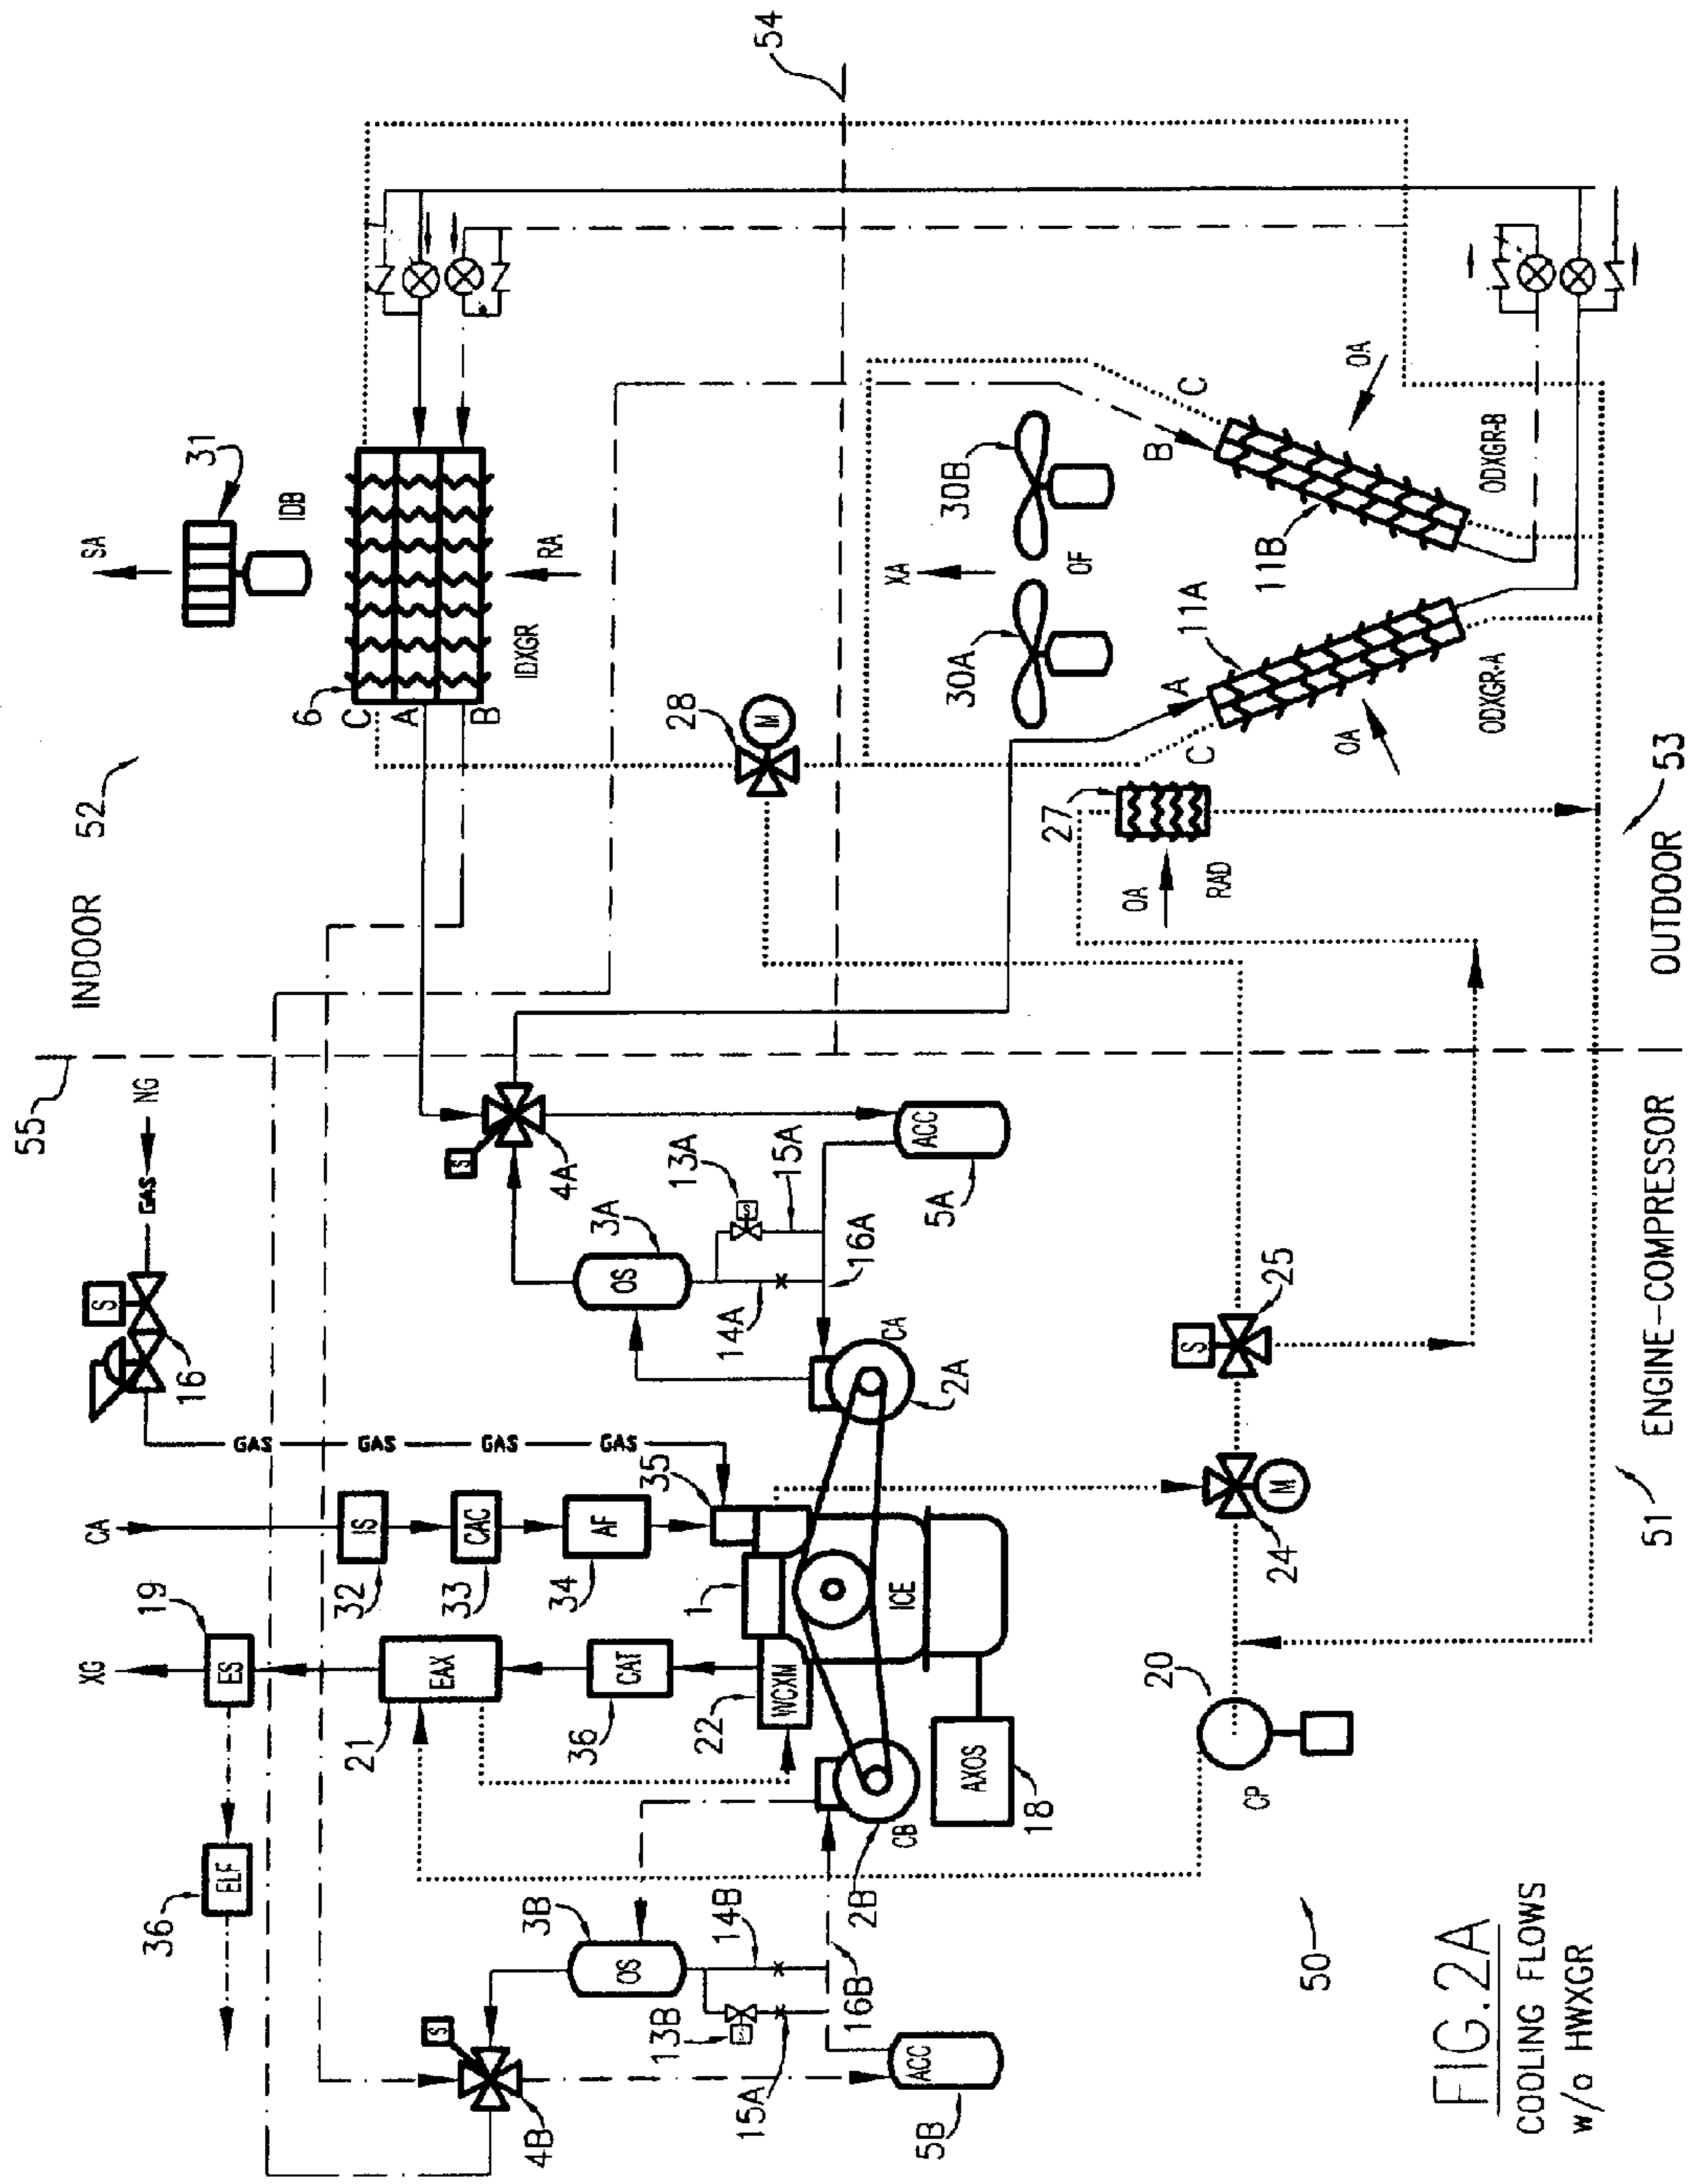 55
INDOOR
52
SA
31
IDB
54
NG
GAS
S
16
6
C
A
B
IDXGR
RA
CA
GAS
GAS
GAS
GAS
XG
19
ES
IS
32
CAC
33
AF
34
35
36
ELF
EAX
21
CAT
36
1
WCXM
22
ICE
S
4A
3A
OS
13A
S
15A
14A
16A
ACC
5A
CA
2A
28
M
XA
30A
30B
OF
B
C
11A
A
C
OA
ODXGR-A
11B
OA
ODXGR-B
27
OA
RAD
S
4B
3B
OS
13B
S
14B
15A
16B
ACC
5B
CB
2B
AXOS
18
20
CP
24
M
S
25
50
51
ENGINE-COMPRESSOR
OUTDOOR
53
FIG.2A
COOLING FLOWS
w/o HWXGR